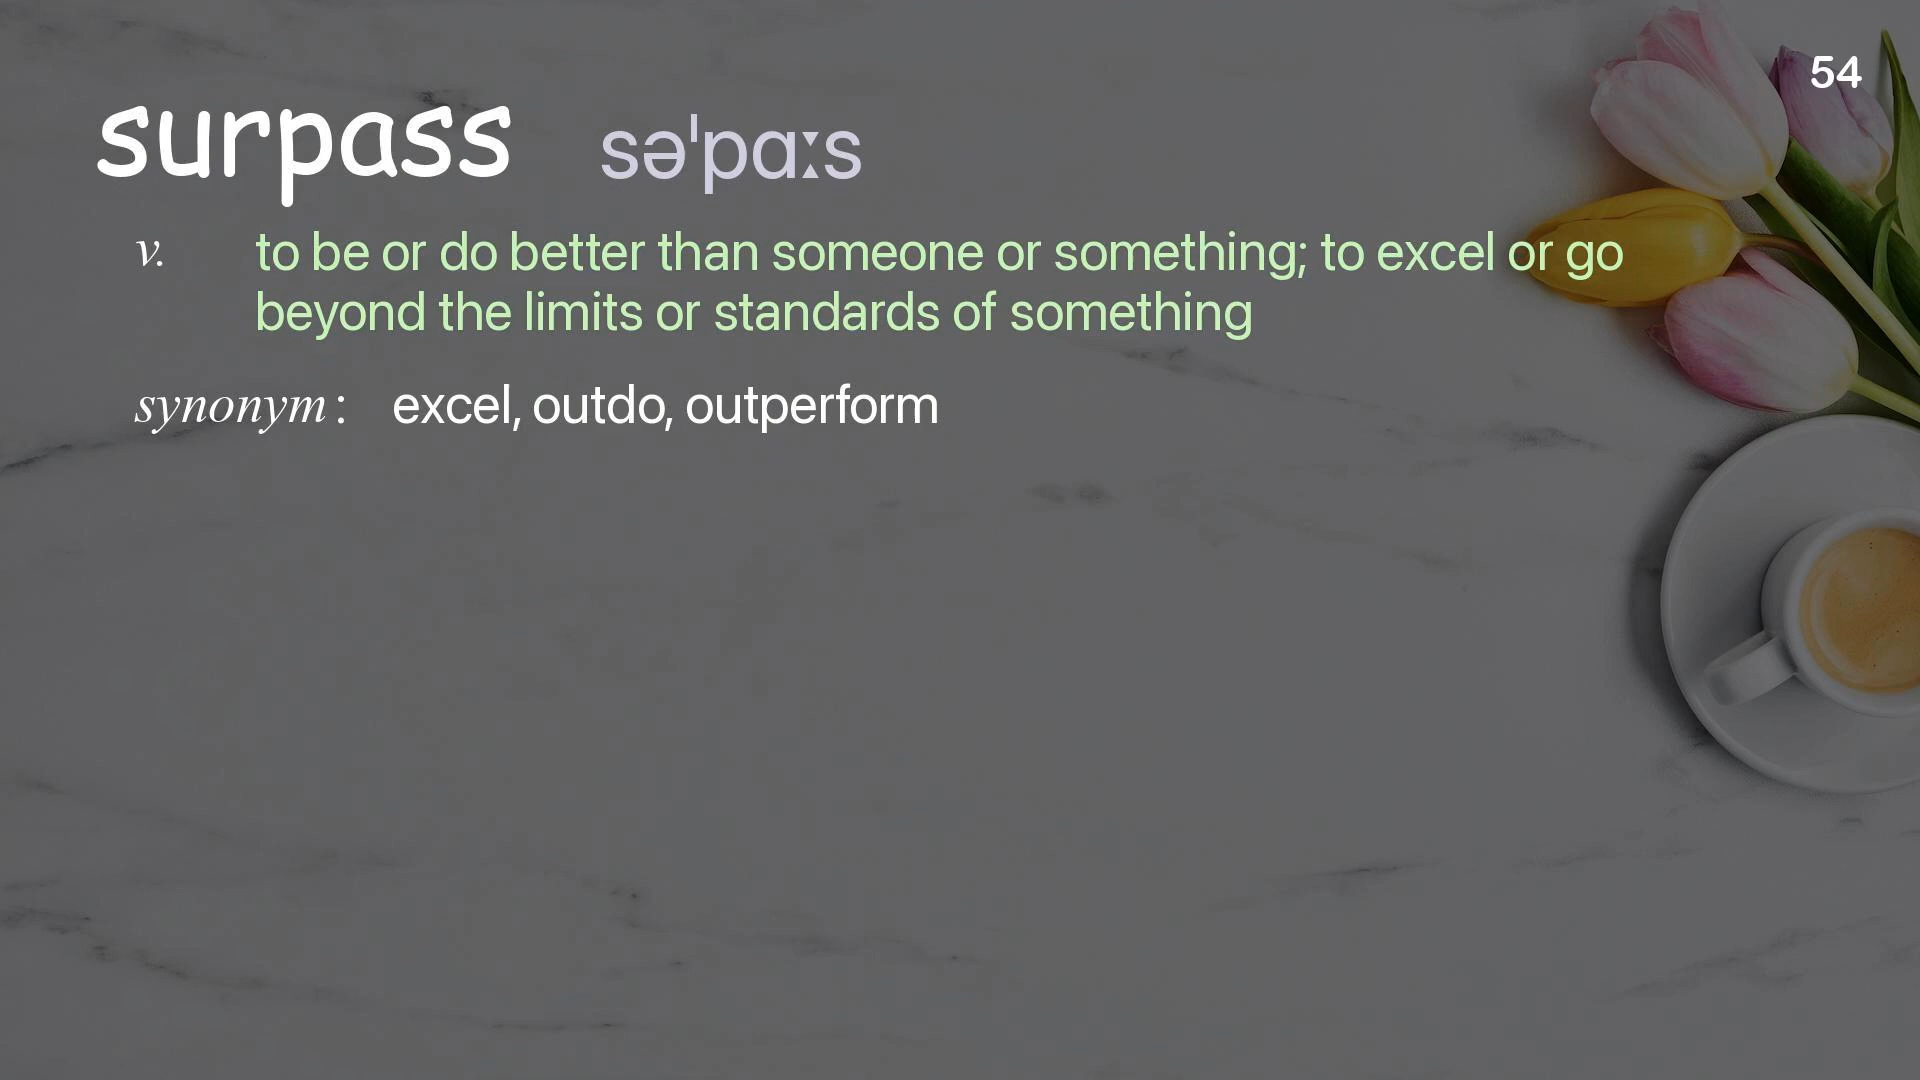 54
surpass səˈpɑːs
v. to be or do better than someone or something; to excel or go
beyond the limits or standards of something
synonym : excel, outdo, outperform